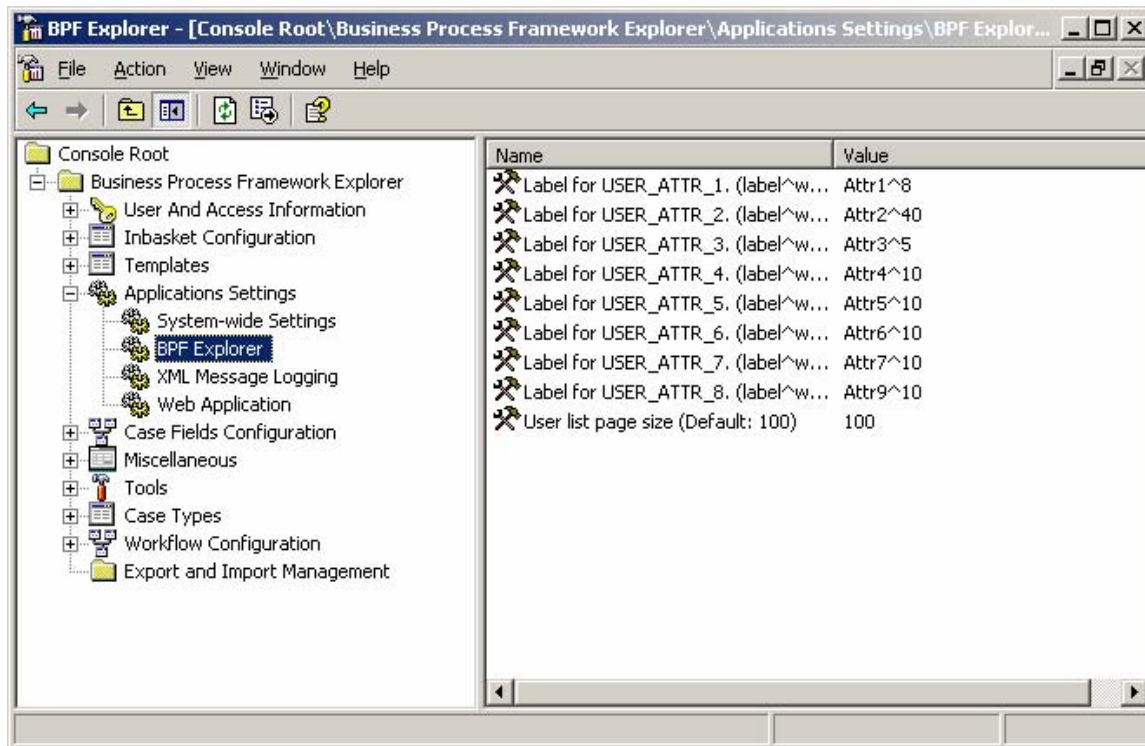 BPF Explorer - [Console Root\Business Process Framework Explorer\Applications Settings\BPF Explor...
File Action View Window Help
Console Root
Business Process Framework Explorer
User And Access Information
Inbasket Configuration
Templates
Applications Settings
System-wide Settings
BPF Explorer
XML Message Logging
Web Application
Case Fields Configuration
Miscellaneous
Tools
Case Types
Workflow Configuration
Export and Import Management
Name Value
Label for USER_ATTR_1. (label^w... Attr1^8
Label for USER_ATTR_2. (label^w... Attr2^40
Label for USER_ATTR_3. (label^w... Attr3^5
Label for USER_ATTR_4. (label^w... Attr4^10
Label for USER_ATTR_5. (label^w... Attr5^10
Label for USER_ATTR_6. (label^w... Attr6^10
Label for USER_ATTR_7. (label^w... Attr7^10
Label for USER_ATTR_8. (label^w... Attr9^10
User list page size (Default: 100) 100